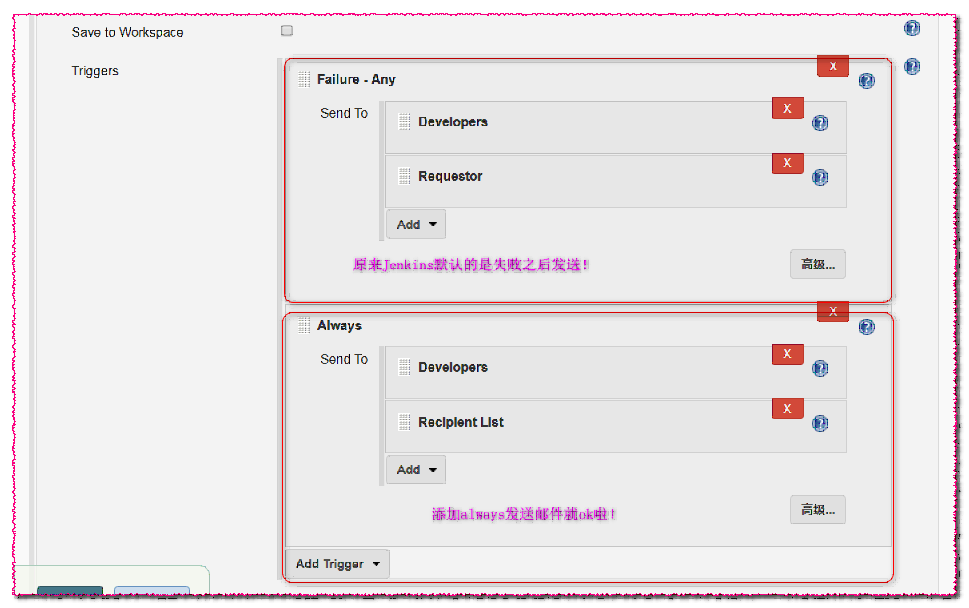 Save to Workspace
Triggers
X
Failure - Any
Send To
X
Developers
X
Requestor
Add
原来Jenkins默认的是失败之后发送!
高级...
X
Always
Send To
X
Developers
X
Recipient List
Add
添加always发送邮件就ok啦!
高级...
Add Trigger